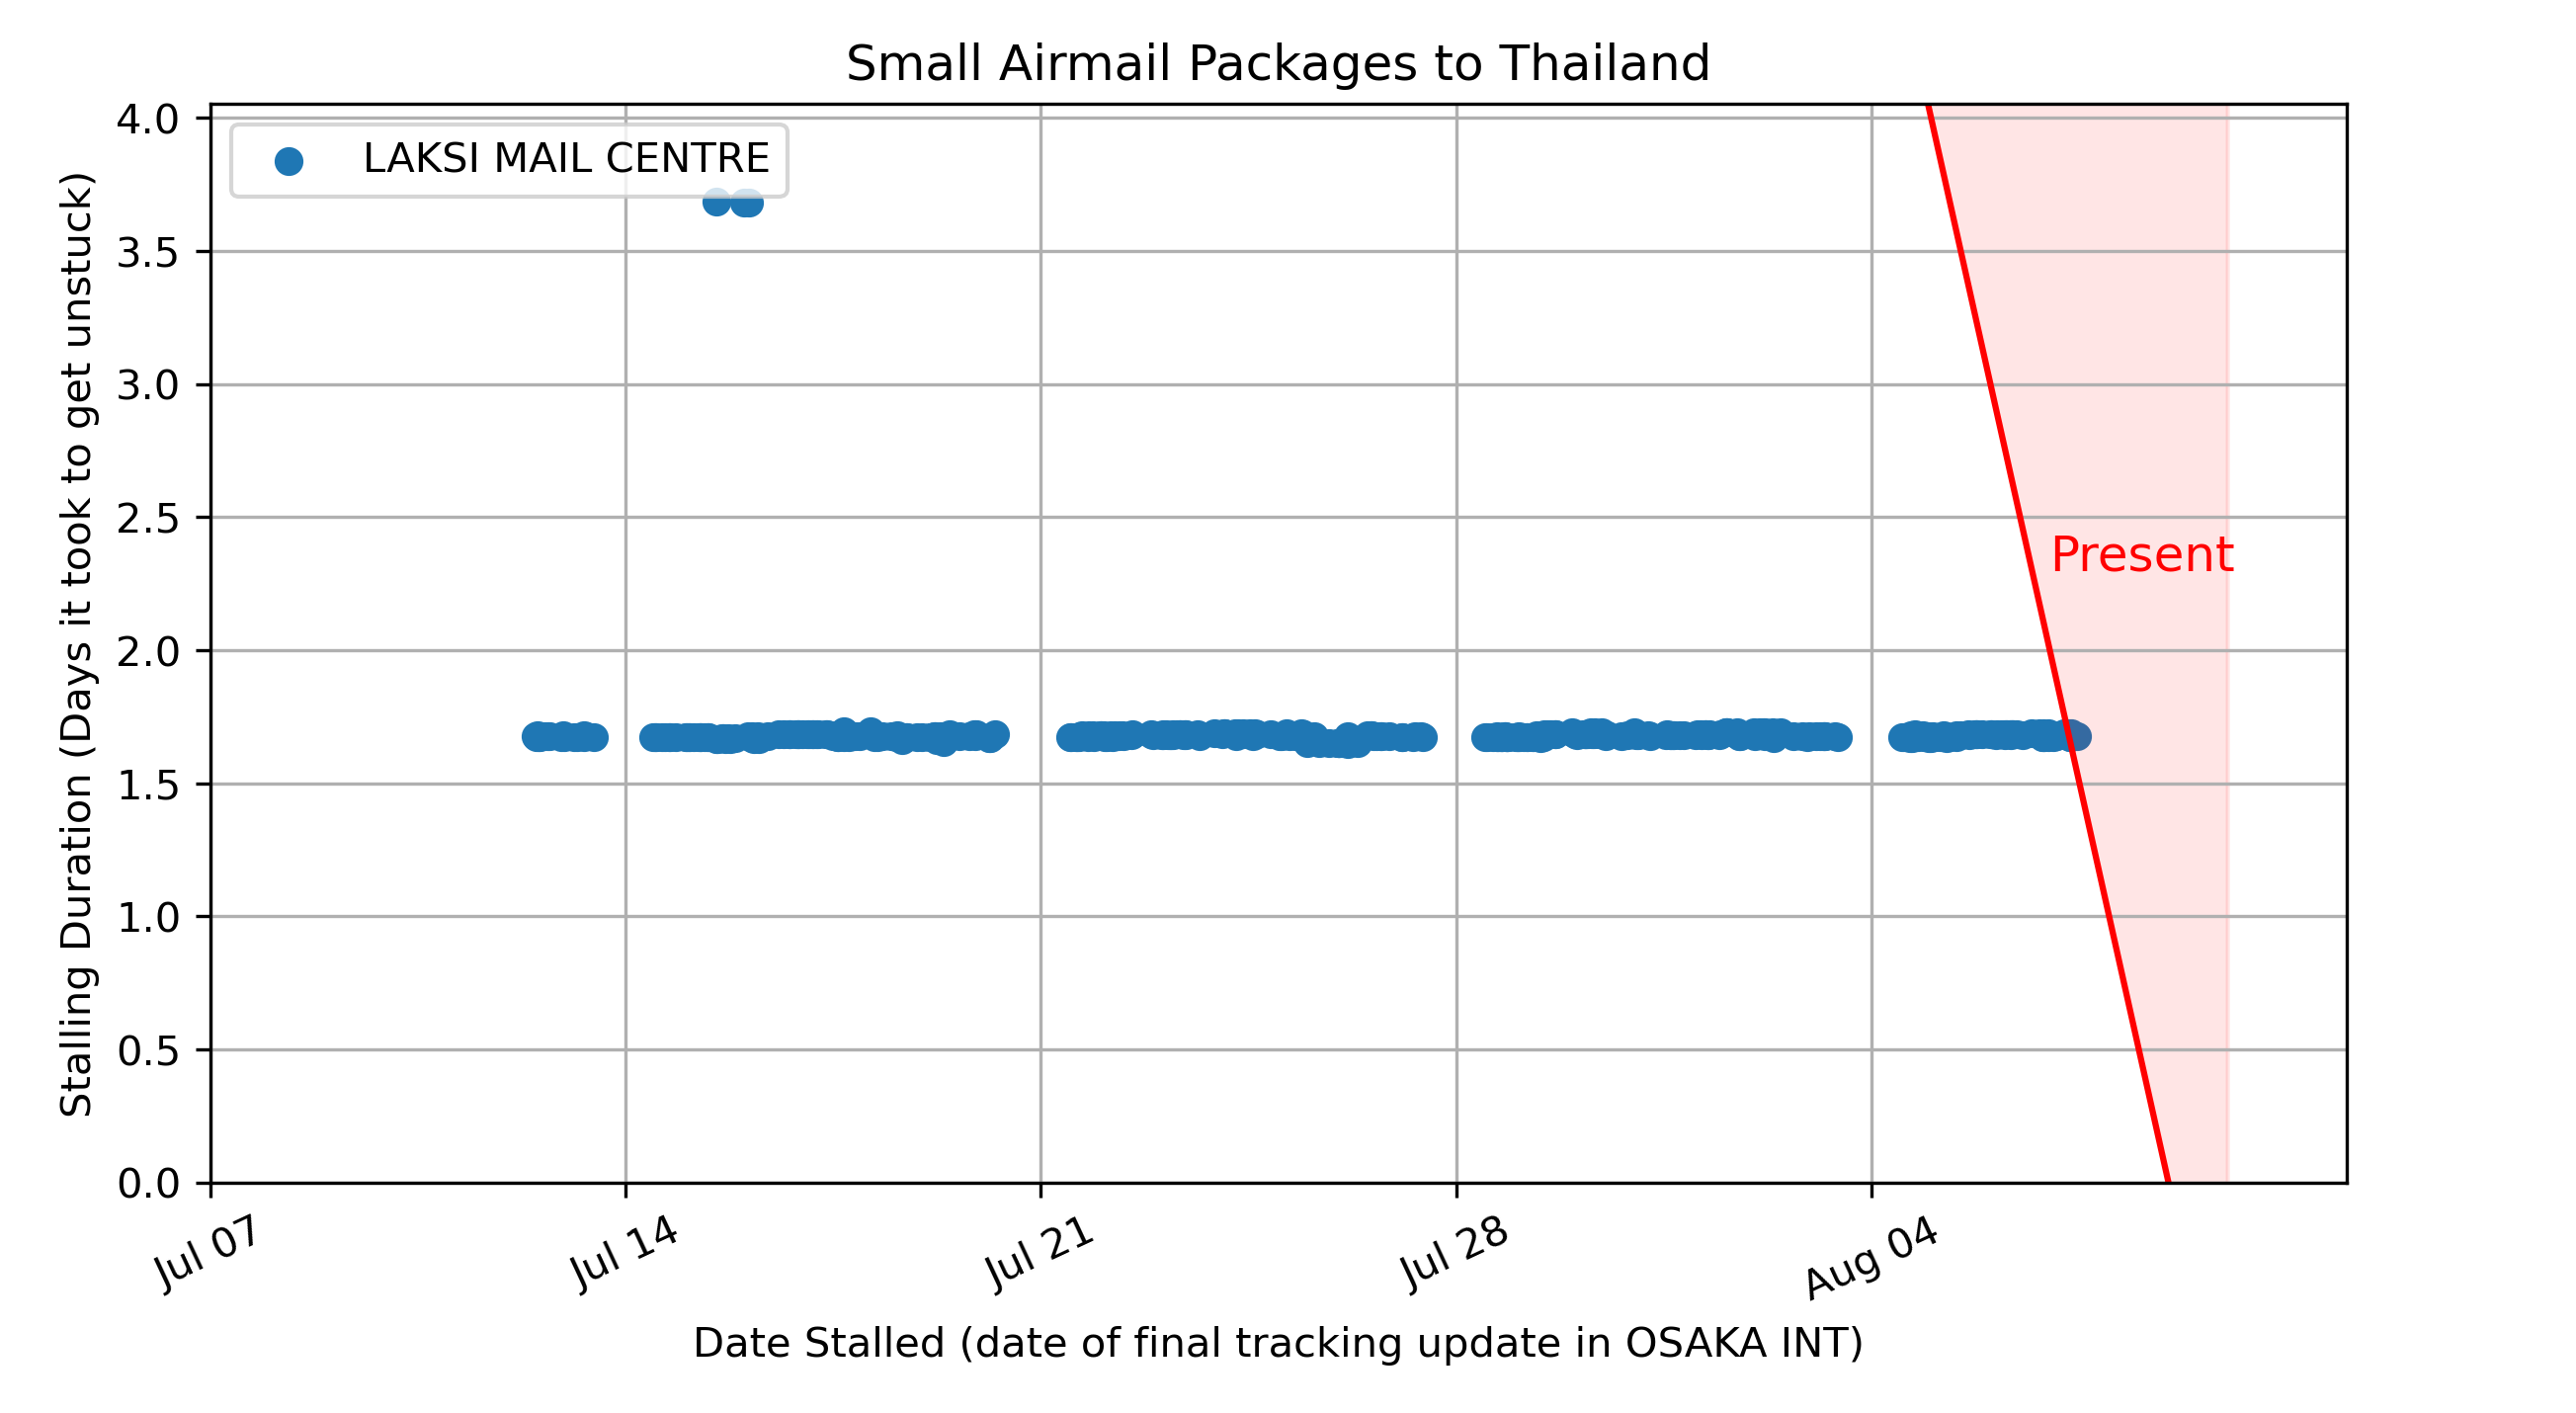 Small Airmail Packages to Thailand
LAKSI MAIL CENTRE
Stalling Duration (Days it took to get unstuck)
4.0
3.5
3.0
2.5
2.0
1.5
1.0
0.5
0.0
Present
Jul 07
Jul 14
Jul 21
Jul 28
Aug 04
Date Stalled (date of final tracking update in OSAKA INT)